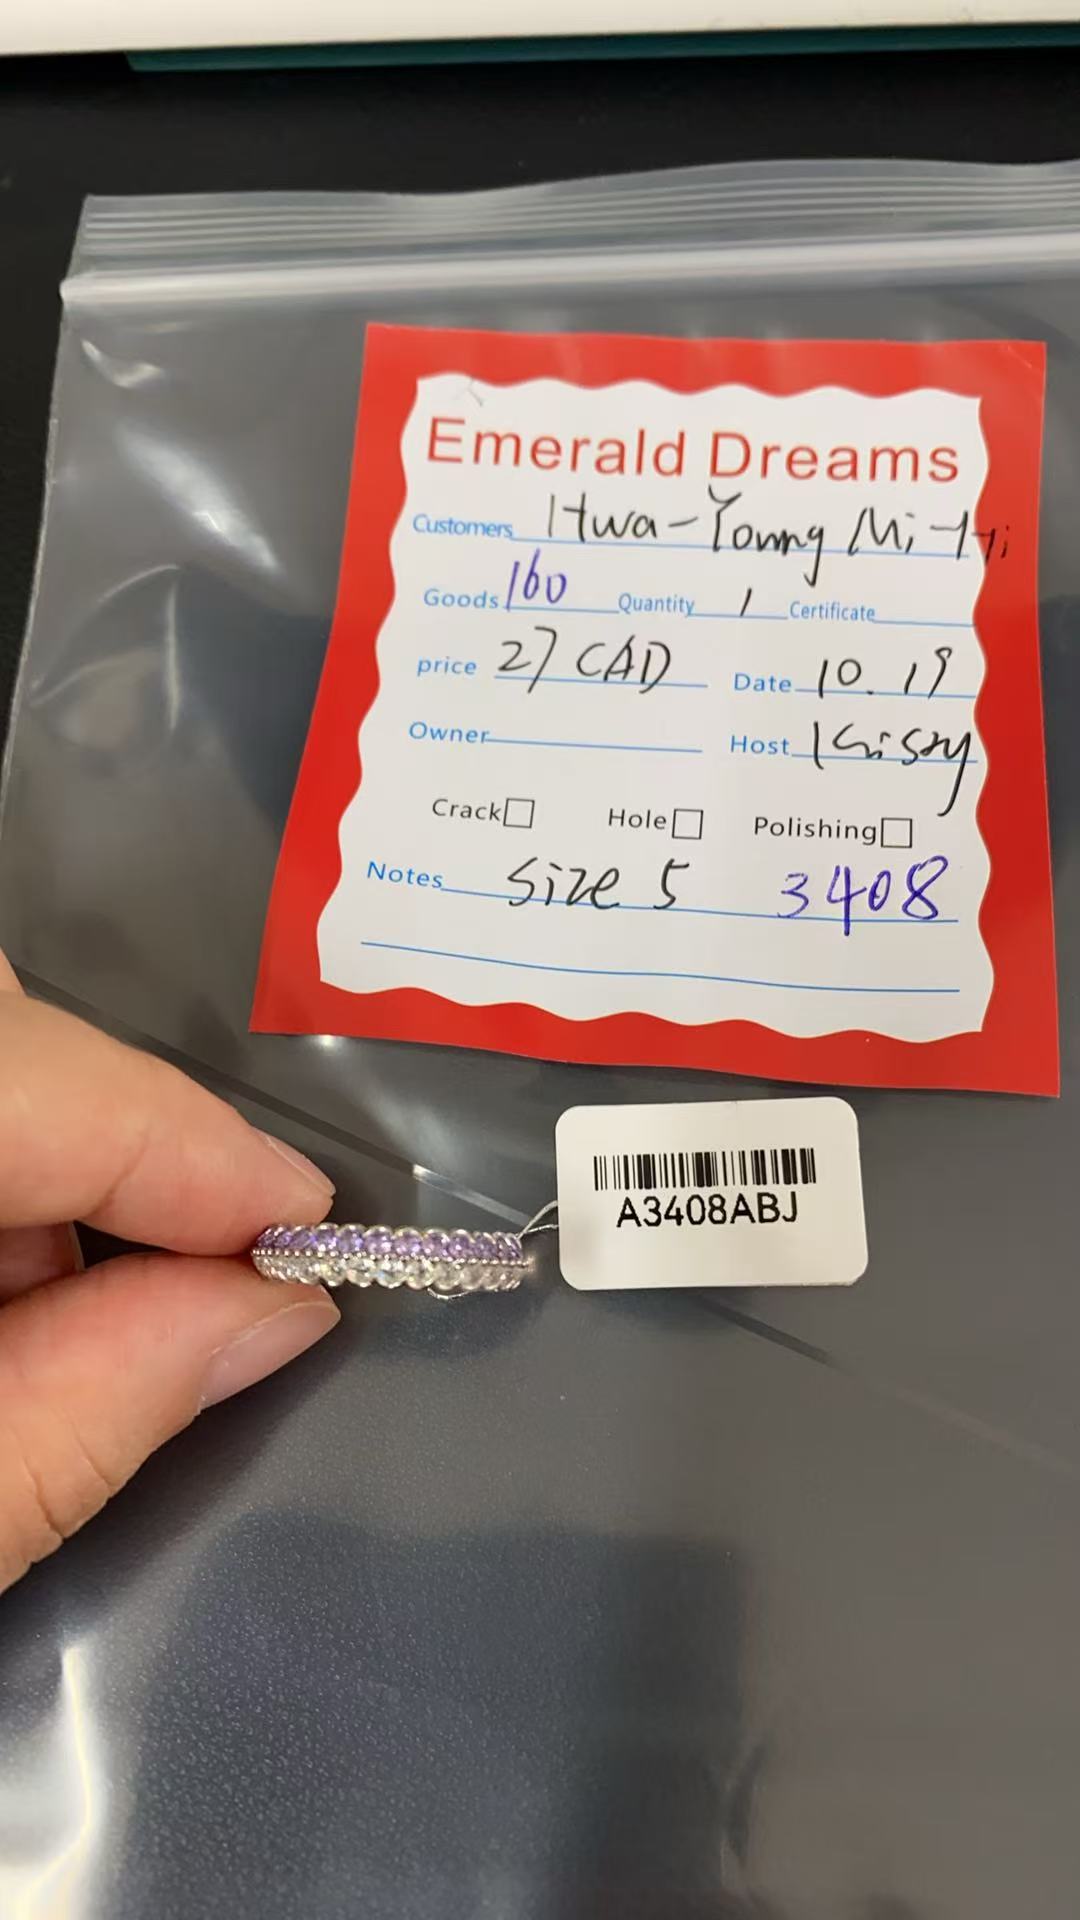 Emerald Dreams
Customers Hwa-Young Mi-Hi
Goods 160 Quantity 1 Certificate
price 27 CAD Date 10.19
Owner Host
Crack Hole Polishing
Notes Size 5 3408
A3408ABJ